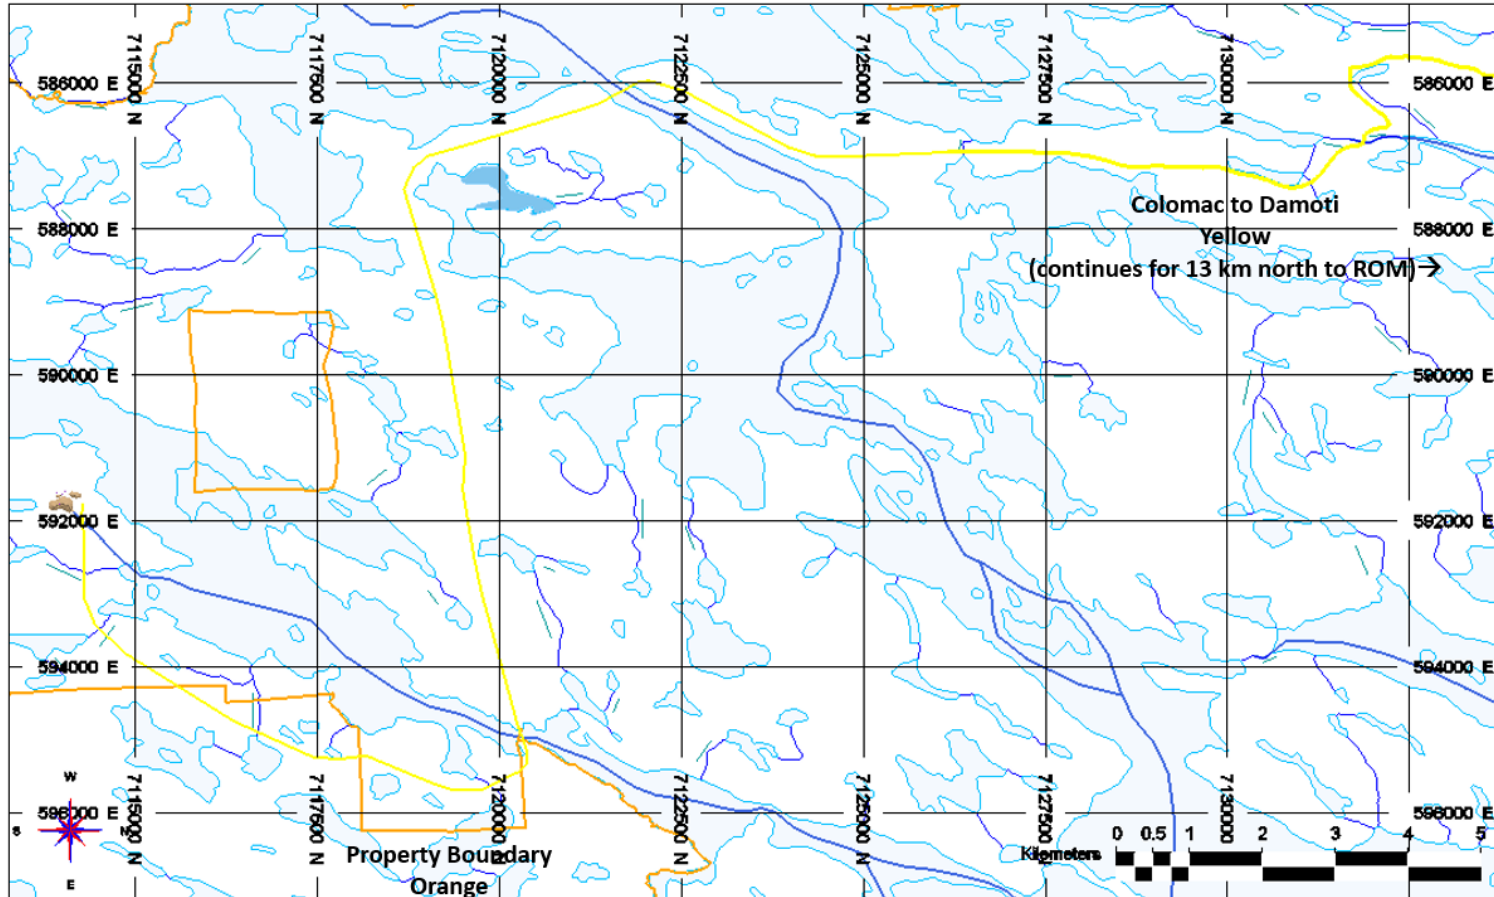 7115000 N
7117500 N
7120000 N
7122500 N
7125000 N
7127500 N
7130000 N
586000 E
586000 E
Colomac to Damoti
Yellow
(continues for 13 km north to ROM)→
588000 E
588000 E
590000 E
590000 E
592000 E
592000 E
594000 E
594000 E
W
S
N
E
596000 E
596000 E
7115000 N
7117500 N
7120000 N
7122500 N
7125000 N
7127500 N
7130000 N
Property Boundary
Orange
0 0.5 1 2 3 4 5
Kilometers